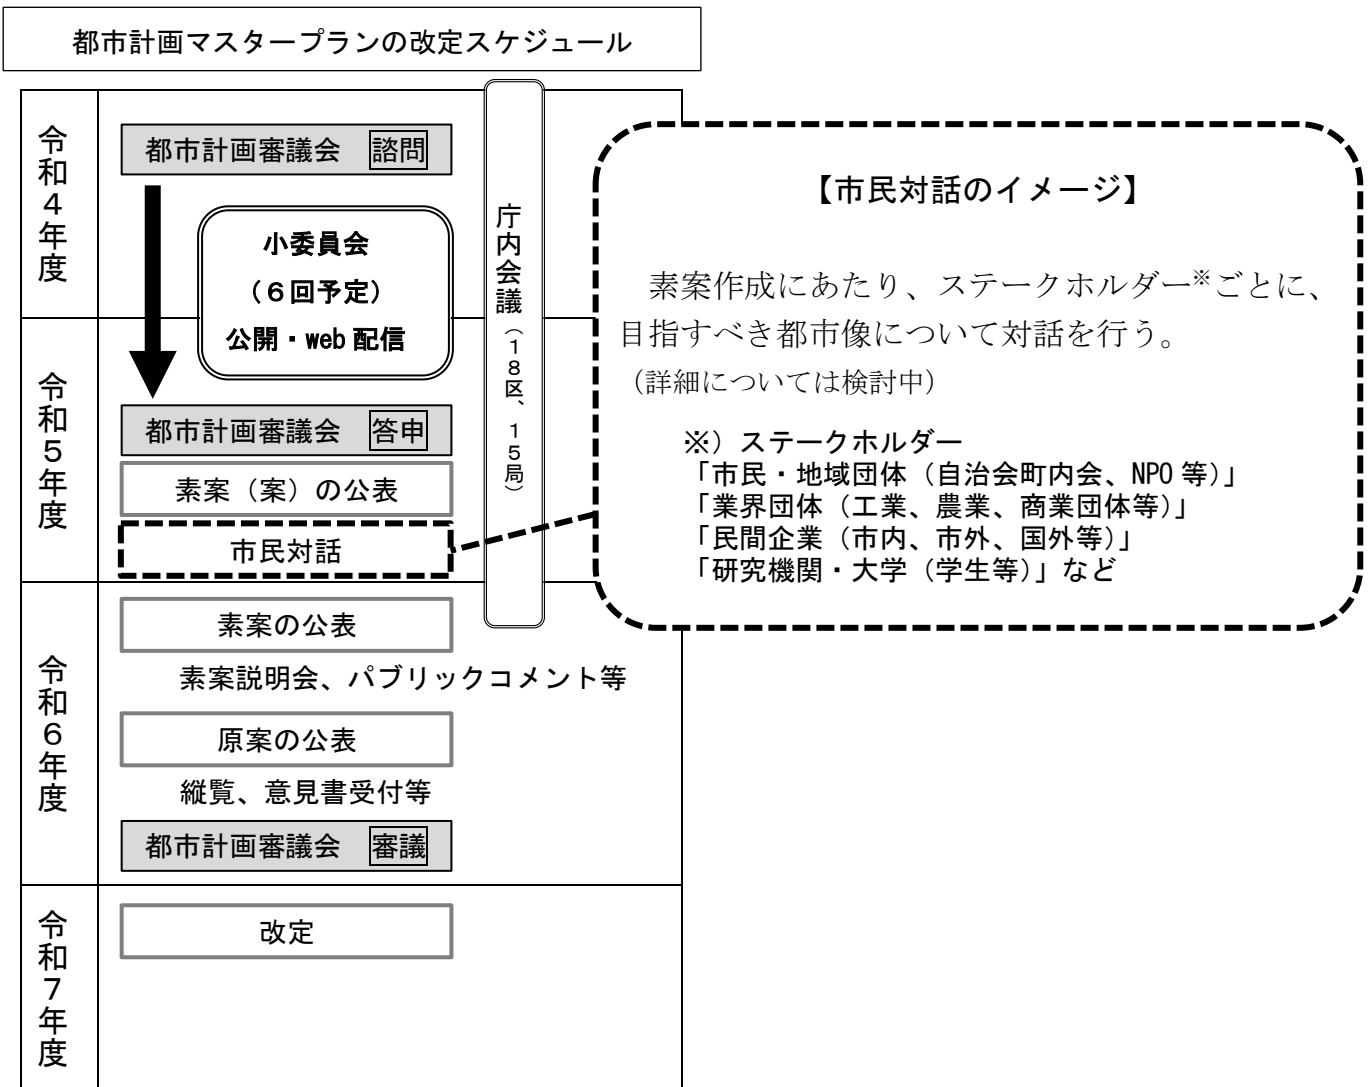 都市計画マスタープランの改定スケジュール
令和4年度
都市計画審議会 諮問
小委員会
(6回予定)
公開・web配信
庁内会議(18区、15局)
令和5年度
都市計画審議会 答申
素案(案)の公表
市民対話
【市民対話のイメージ】
素案作成にあたり、ステークホルダー※ごとに、
目指すべき都市像について対話を行う。
(詳細については検討中)
※)ステークホルダー
「市民・地域団体(自治会町内会、NPO等)」
「業界団体(工業、農業、商業団体等)」
「民間企業(市内、市外、国外等)」
「研究機関・大学(学生等)」など
令和6年度
素案の公表
素案説明会、パブリックコメント等
原案の公表
縦覧、意見書受付等
都市計画審議会 審議
令和7年度
改定